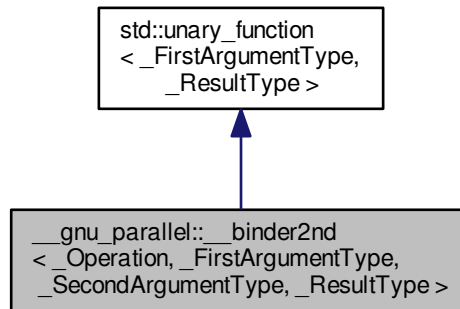 std::unary_function
< _FirstArgumentType,
_ResultType >
__gnu_parallel::__binder2nd
< _Operation, _FirstArgumentType,
_SecondArgumentType, _ResultType >